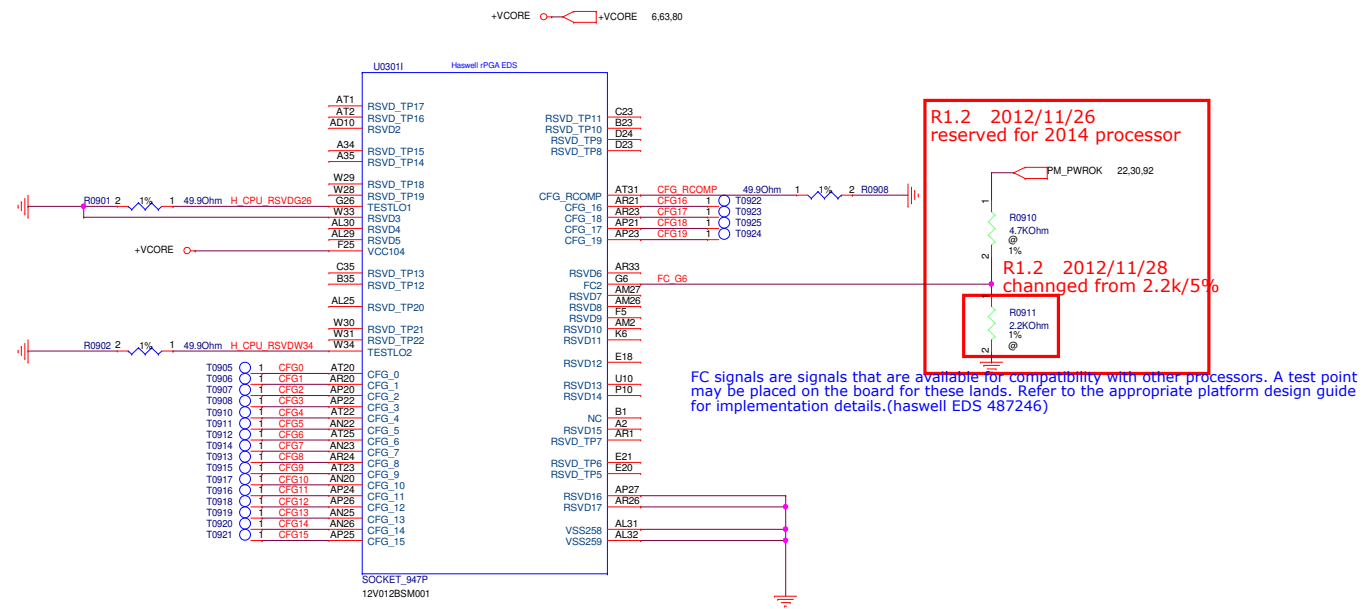 +VCORE +VCORE 6,63,80
U0301I Haswell rPGA EDS
AT1 RSVD_TP17
AT2 RSVD_TP16
AD10 RSVD2
A34 RSVD_TP15
A35 RSVD_TP14
W29 RSVD_TP18
W28 RSVD_TP19
R0901 2 1% 1 49.9Ohm H_CPU_RSVDG26 G26 TESTLO1
W33 RSVD3
AL30 RSVD4
AL29 RSVD5
+VCORE F25 VCC104
C35 RSVD_TP13
B35 RSVD_TP12
AL25 RSVD_TP20
W30 RSVD_TP21
W31 RSVD_TP22
R0902 2 1% 1 49.9Ohm H_CPU_RSVDW34 W34 TESTLO2
T0905 1 CFG0 AT20 CFG_0
T0906 1 CFG1 AR20 CFG_1
T0907 1 CFG2 AP20 CFG_2
T0908 1 CFG3 AP22 CFG_3
T0910 1 CFG4 AT22 CFG_4
T0911 1 CFG5 AN22 CFG_5
T0912 1 CFG6 AT25 CFG_6
T0914 1 CFG7 AN23 CFG_7
T0913 1 CFG8 AR24 CFG_8
T0915 1 CFG9 AT23 CFG_9
T0917 1 CFG10 AN20 CFG_10
T0916 1 CFG11 AP24 CFG_11
T0918 1 CFG12 AP26 CFG_12
T0919 1 CFG13 AN25 CFG_13
T0920 1 CFG14 AN26 CFG_14
T0921 1 CFG15 AP25 CFG_15
RSVD_TP11 C23
RSVD_TP10 B23
RSVD_TP9 D24
RSVD_TP8 D23
CFG_RCOMP AT31 CFG_RCOMP 49.9Ohm 1 1% 2 R0908
CFG_16 AR21 CFG16 1 T0922
CFG_18 AR23 CFG17 1 T0923
CFG_17 AP21 CFG18 1 T0925
CFG_19 AP23 CFG19 1 T0924
RSVD6 AR33
FC2 G6 FC_G6
RSVD7 AM27
RSVD8 AM26
RSVD9 F5
RSVD10 AM2
RSVD11 K6
RSVD12 E18
RSVD13 U10
RSVD14 P10
NC B1
RSVD15 A2
RSVD_TP7 AR1
RSVD_TP6 E21
RSVD_TP5 E20
RSVD16 AP27
RSVD17 AR26
VSS258 AL31
VSS259 AL32
SOCKET_947P
12V012BSM001
R1.2 2012/11/26
reserved for 2014 processor
PM_PWROK 22,30,92
1
R0910
4.7KOhm
@
1%
2
R1.2 2012/11/28
channged from 2.2k/5%
1
R0911
2.2KOhm
1%
@
2
FC signals are signals that are available for compatibility with other processors. A test point
may be placed on the board for these lands. Refer to the appropriate platform design guide
for implementation details.(haswell EDS 487246)